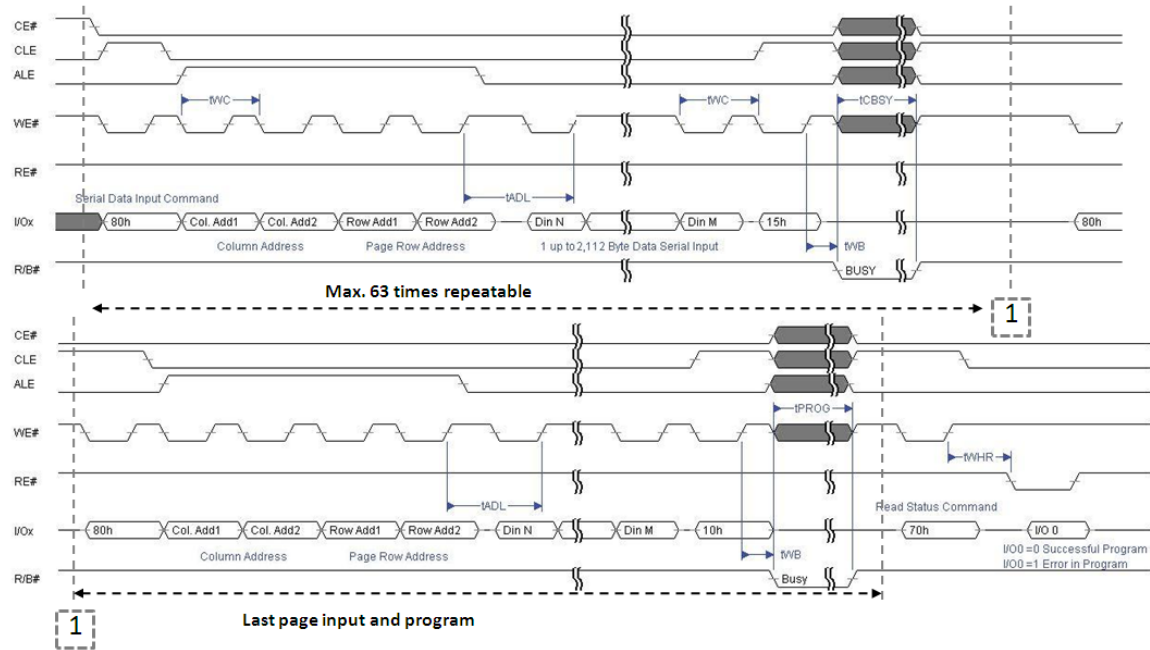 CE#
CLE
ALE
tWC tWC tCBSY
WE#
RE#
tADL
Serial Data Input Command
I/Ox 80h Col. Add1 Col. Add2 Row Add1 Row Add2 Din N Din M 15h 80h
Column Address Page Row Address 1 up to 2,112 Byte Data Serial Input tWB
R/B# BUSY
Max. 63 times repeatable 1
CE#
CLE
ALE
tPROG
WE#
tWHR
RE#
tADL Read Status Command
I/Ox 80h Col. Add1 Col. Add2 Row Add1 Row Add2 Din N Din M 10h 70h I/O 0
Column Address Page Row Address tWB I/O0 =0 Successful Program
I/O0 =1 Error in Program
R/B# Busy
Last page input and program
1